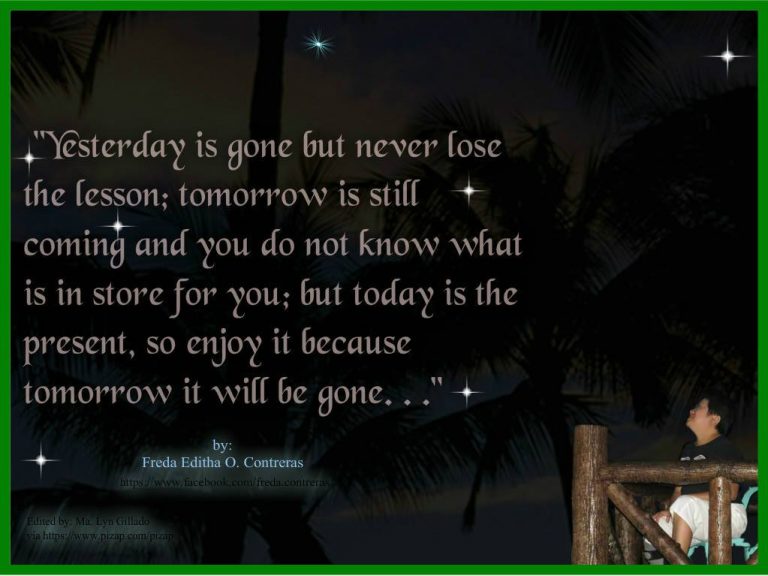 "Yesterday is gone but never lose
the lesson; tomorrow is still
coming and you do not know what
is in store for you; but today is the
present, so enjoy it because
tomorrow it will be gone. . ."
by:
Freda Editha O. Contreras
https://www.facebook.com/freda.contreras
Edited by: Ma. Lyn Gillado
via https://www.pizap.com/pizap